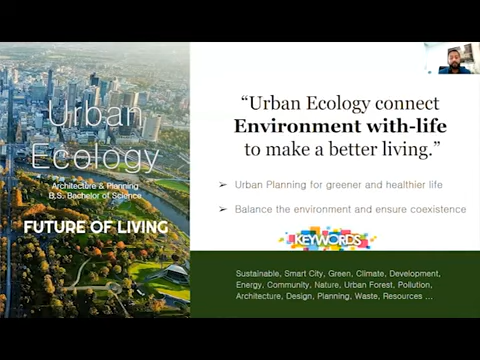 Urban
Ecology
Architecture & Planning
B.S. Bachelor of Science
FUTURE OF LIVING
“Urban Ecology connect
Environment with-life
to make a better living.”
➢ Urban Planning for greener and healthier life
➢ Balance the environment and ensure coexistence
KEYWORDS
Sustainable, Smart City, Green, Climate, Development,
Energy, Community, Nature, Urban Forest, Pollution,
Architecture, Design, Planning, Waste, Resources ...